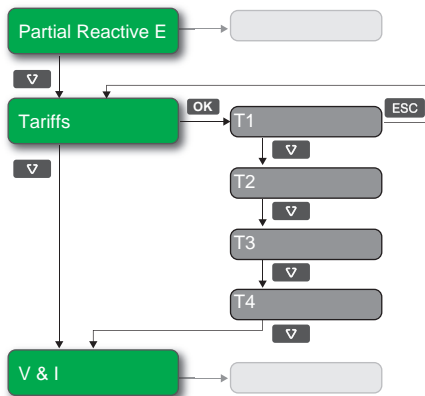 Partial Reactive E
Tariffs
OK
T1
ESC
T2
T3
T4
V & I